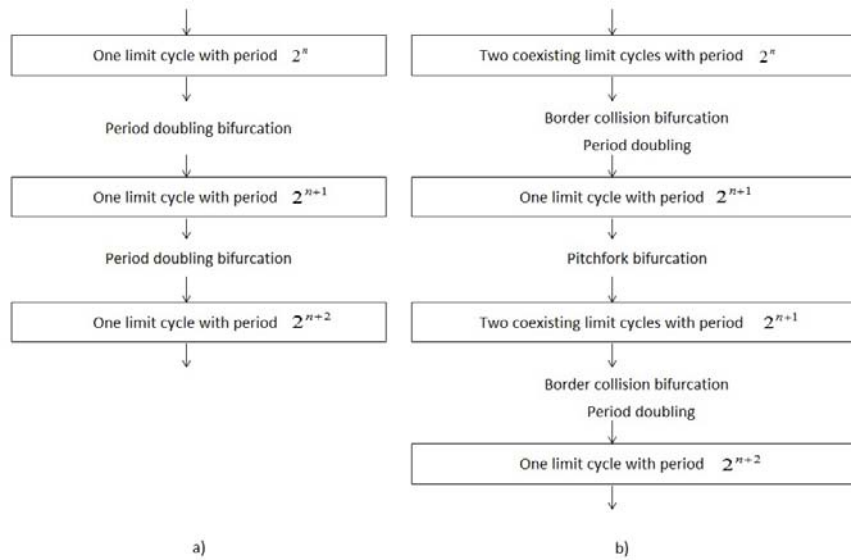 One limit cycle with period 2^n
Period doubling bifurcation
One limit cycle with period 2^{n+1}
Period doubling bifurcation
One limit cycle with period 2^{n+2}
a)
Two coexisting limit cycles with period 2^n
Border collision bifurcation
Period doubling
One limit cycle with period 2^{n+1}
Pitchfork bifurcation
Two coexisting limit cycles with period 2^{n+1}
Border collision bifurcation
Period doubling
One limit cycle with period 2^{n+2}
b)